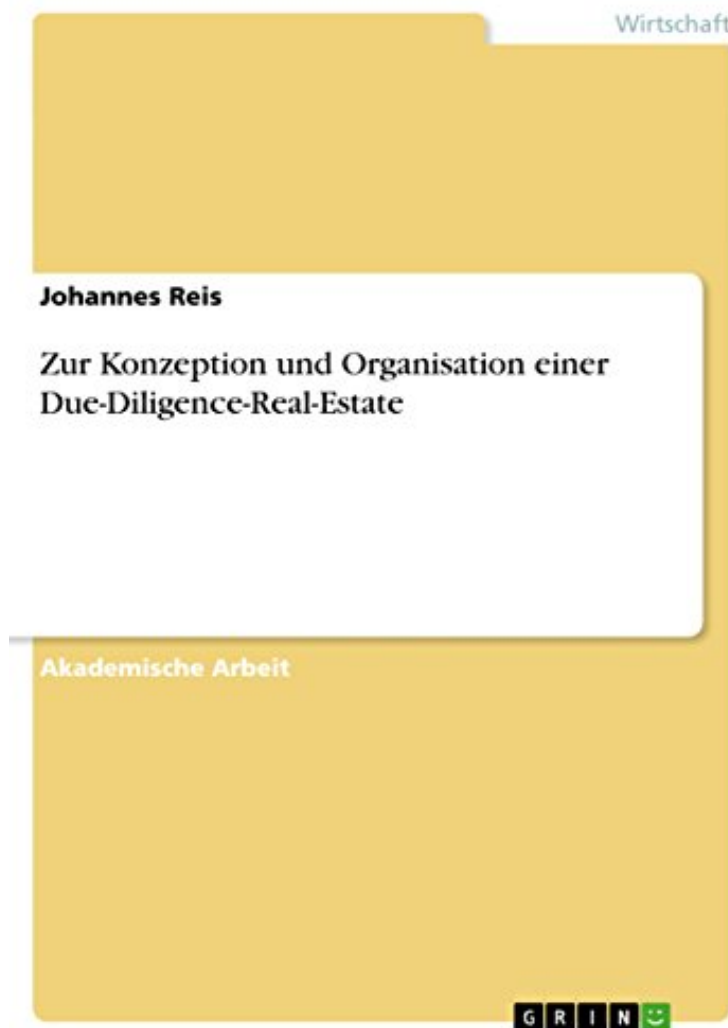 Wirtschaft
Johannes Reis
Zur Konzeption und Organisation einer
Due-Diligence-Real-Estate
Akademische Arbeit
GRIN